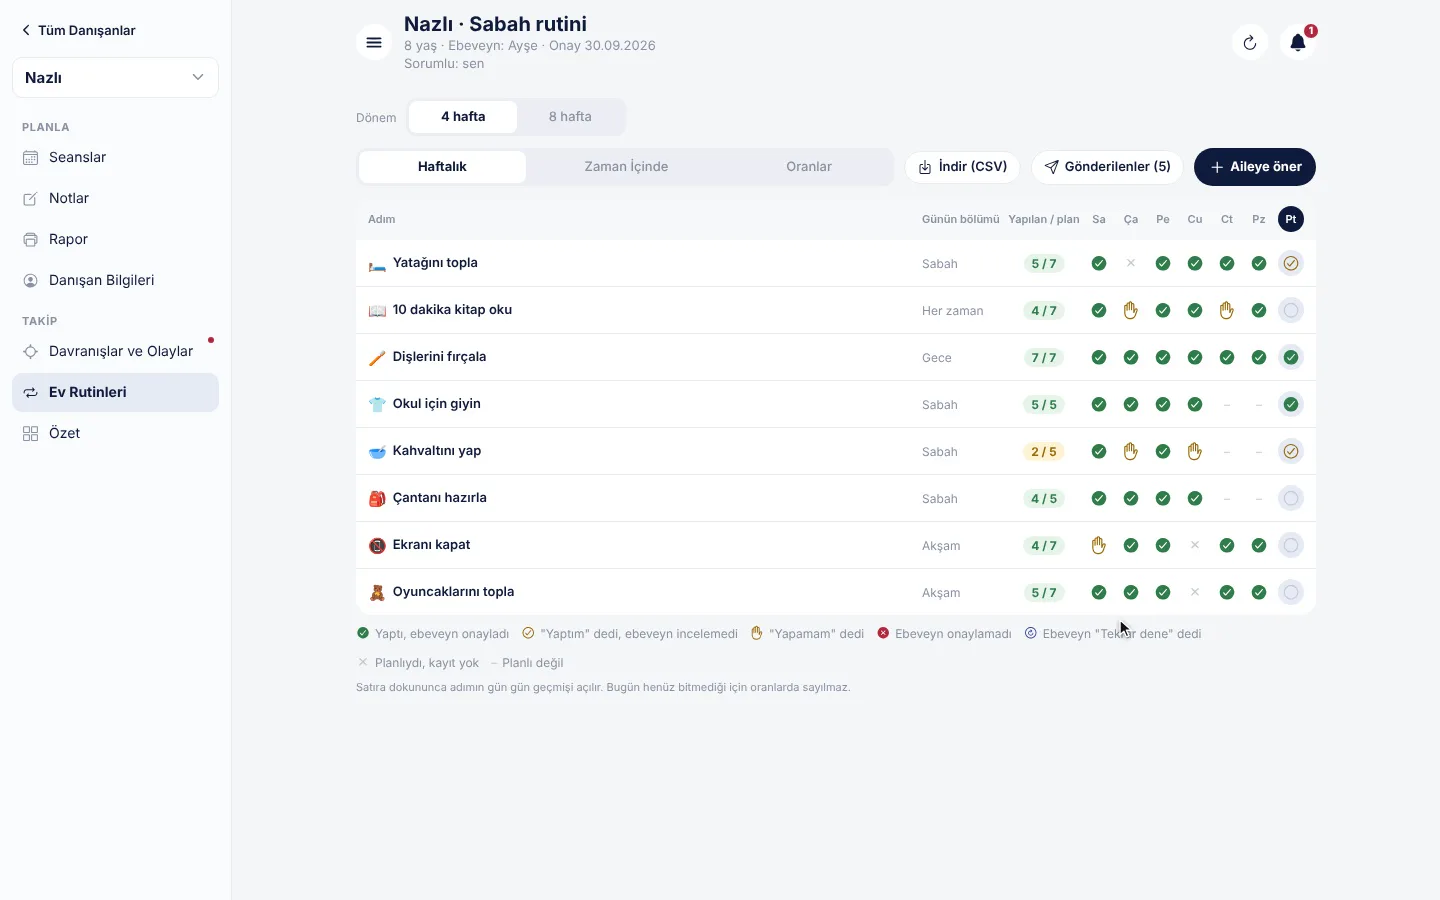 Tüm Danışanlar
Nazlı
PLANLA
Seanslar
Notlar
Rapor
Danışan Bilgileri
TAKİP
Davranışlar ve Olaylar
Ev Rutinleri
Özet
Nazlı · Sabah rutini
8 yaş · Ebeveyn: Ayşe · Onay 30.09.2026
Sorumlu: sen
1
Dönem 4 hafta 8 hafta
Haftalık Zaman İçinde Oranlar İndir (CSV) Gönderilenler (5) + Aileye öner
Adım Günün bölümü Yapılan / plan Sa Ça Pe Cu Ct Pz Pt
Yatağını topla Sabah 5 / 7
10 dakika kitap oku Her zaman 4 / 7
Dişlerini fırçala Gece 7 / 7
Okul için giyin Sabah 5 / 5 – –
Kahvaltını yap Sabah 2 / 5 – –
Çantanı hazırla Sabah 4 / 5 – –
Ekranı kapat Akşam 4 / 7
Oyuncaklarını topla Akşam 5 / 7
Yaptı, ebeveyn onayladı "Yaptım" dedi, ebeveyn incelemedi "Yapamam" dedi Ebeveyn onaylamadı Ebeveyn "Tekrar dene" dedi
Planlıydı, kayıt yok – Planlı değil
Satıra dokununca adımın gün gün geçmişi açılır. Bugün henüz bitmediği için oranlarda sayılmaz.